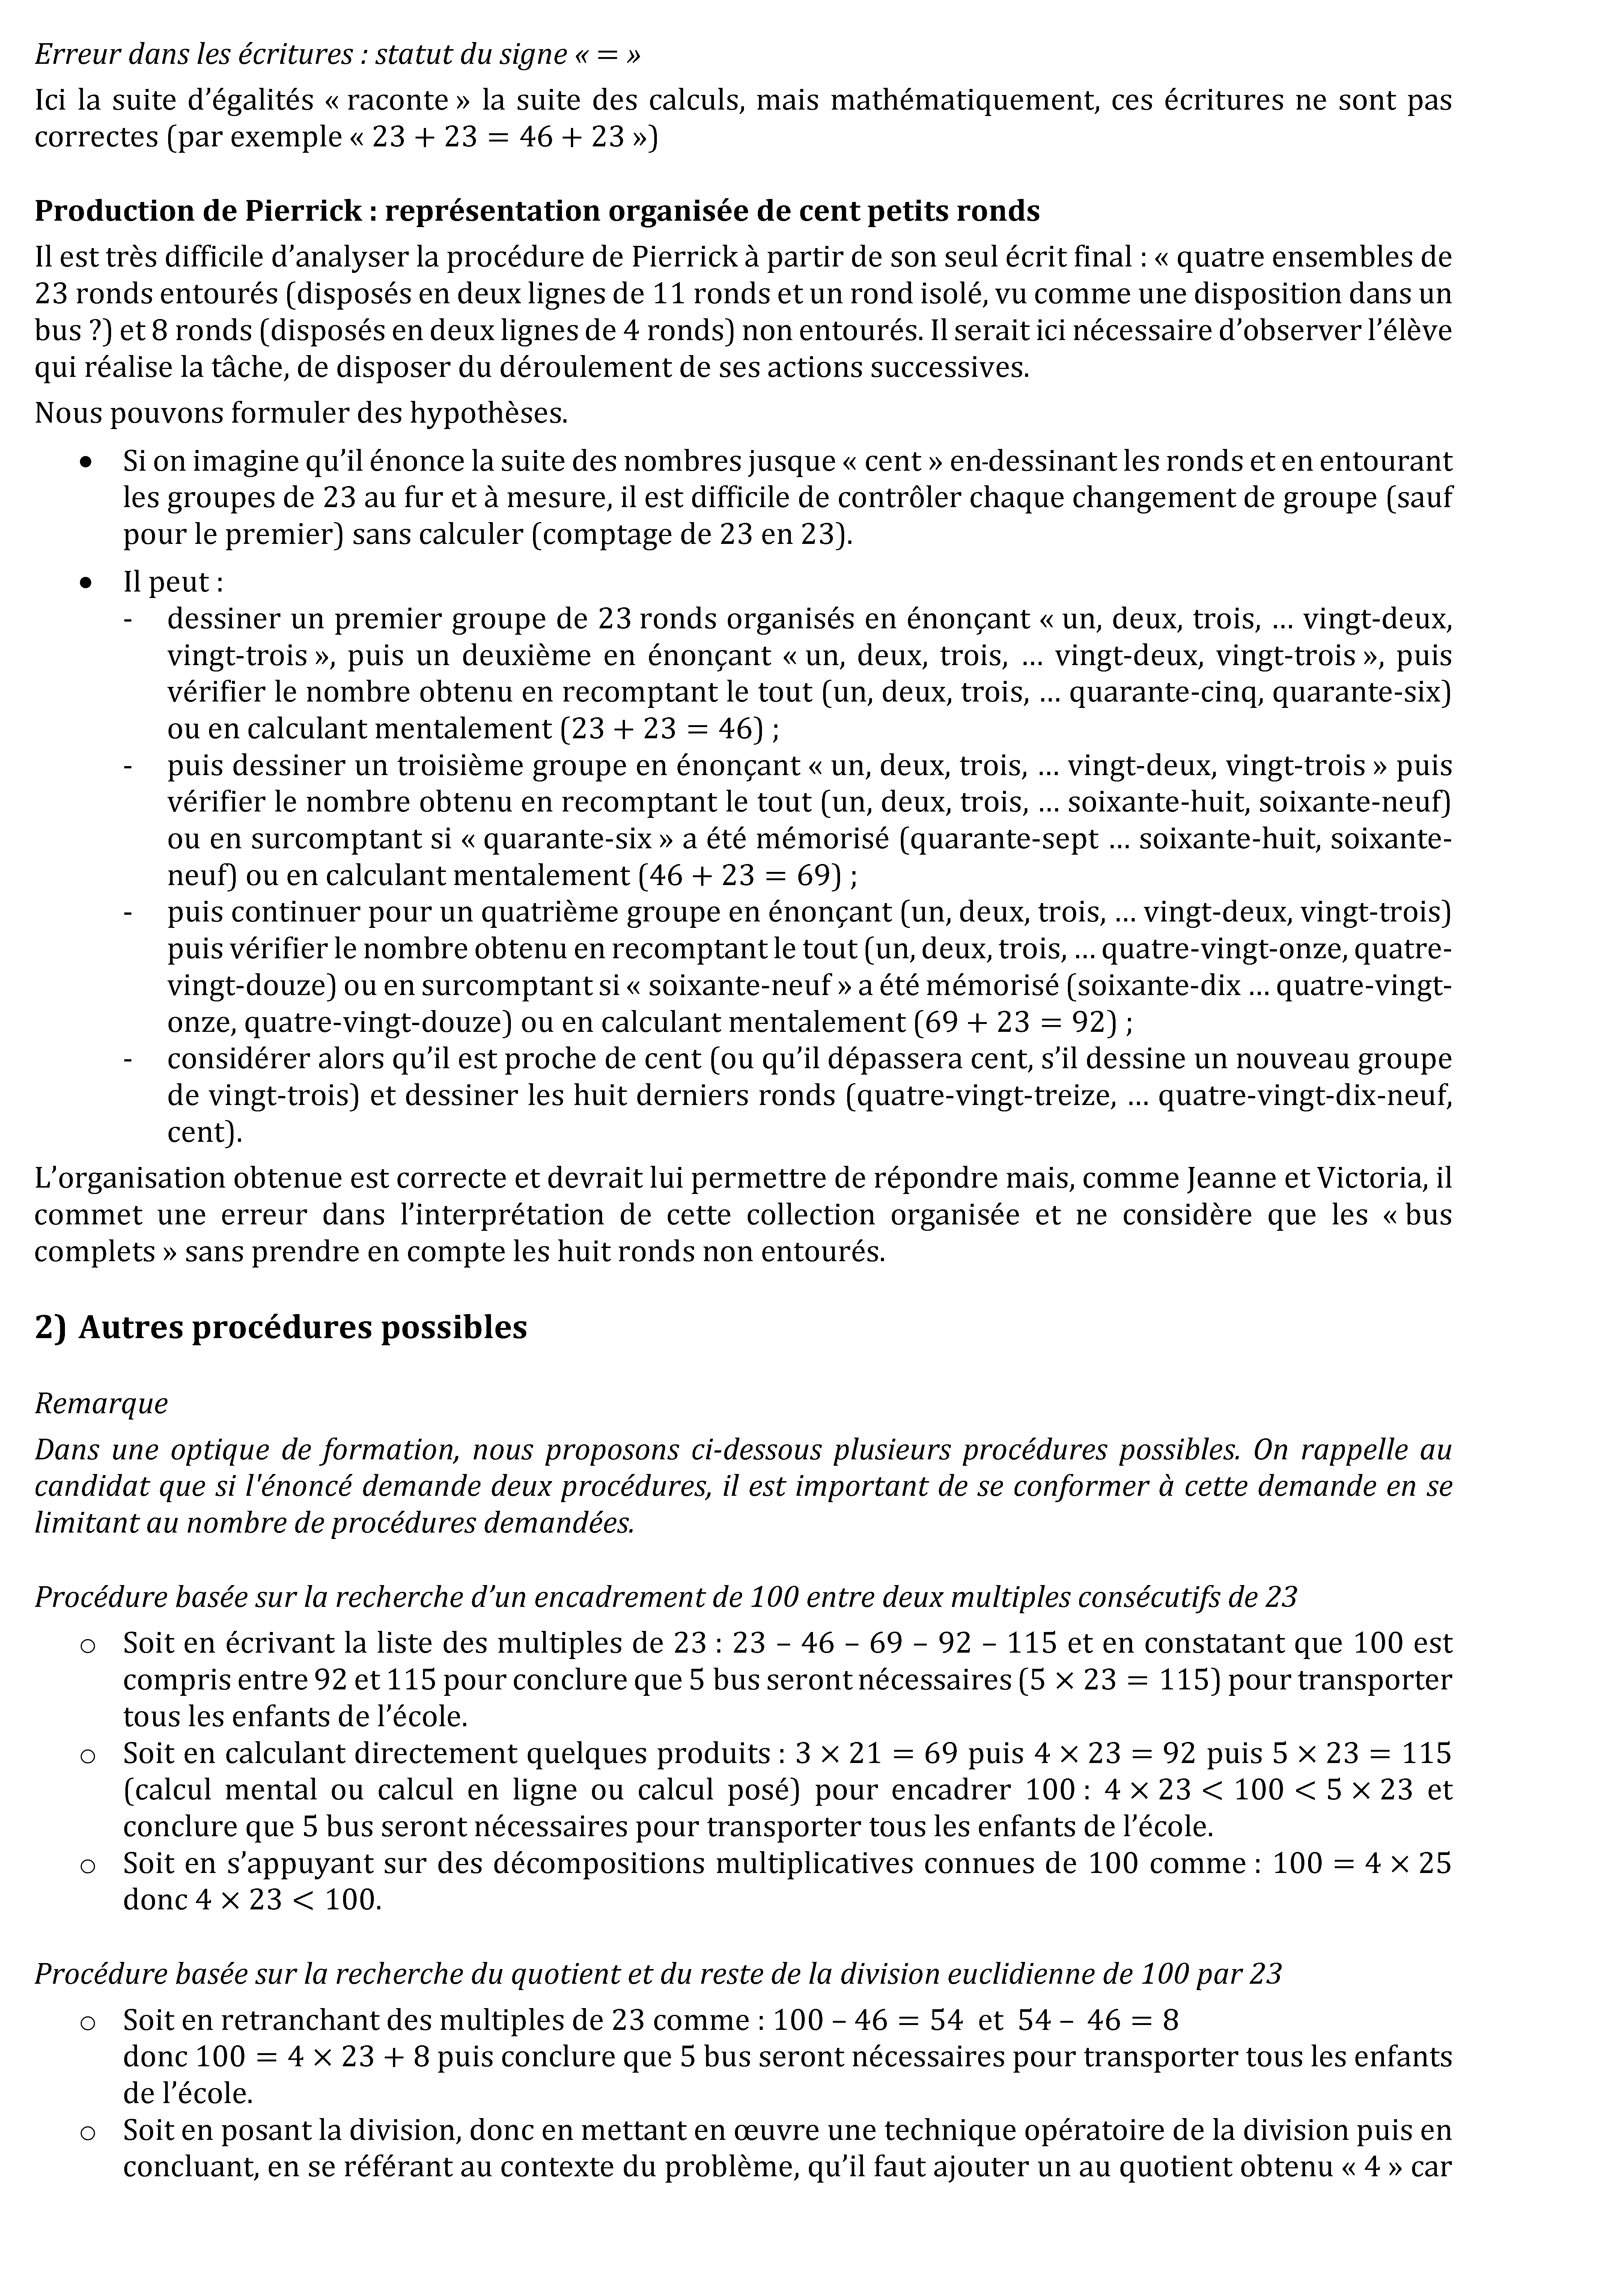 Erreur dans les écritures : statut du signe « = »
Ici la suite d’égalités « raconte » la suite des calculs, mais mathématiquement, ces écritures ne sont pas
correctes (par exemple « 23 + 23 = 46 + 23 »)
Production de Pierrick : représentation organisée de cent petits ronds
Il est très difficile d’analyser la procédure de Pierrick à partir de son seul écrit final : « quatre ensembles de
23 ronds entourés (disposés en deux lignes de 11 ronds et un rond isolé, vu comme une disposition dans un
bus ?) et 8 ronds (disposés en deux lignes de 4 ronds) non entourés. Il serait ici nécessaire d’observer l’élève
qui réalise la tâche, de disposer du déroulement de ses actions successives.
Nous pouvons formuler des hypothèses.
• Si on imagine qu’il énonce la suite des nombres jusque « cent » en-dessinant les ronds et en entourant
les groupes de 23 au fur et à mesure, il est difficile de contrôler chaque changement de groupe (sauf
pour le premier) sans calculer (comptage de 23 en 23).
• Il peut :
- dessiner un premier groupe de 23 ronds organisés en énonçant « un, deux, trois, … vingt-deux,
vingt-trois », puis un deuxième en énonçant « un, deux, trois, … vingt-deux, vingt-trois », puis
vérifier le nombre obtenu en recomptant le tout (un, deux, trois, … quarante-cinq, quarante-six)
ou en calculant mentalement (23 + 23 = 46) ;
- puis dessiner un troisième groupe en énonçant « un, deux, trois, … vingt-deux, vingt-trois » puis
vérifier le nombre obtenu en recomptant le tout (un, deux, trois, … soixante-huit, soixante-neuf)
ou en surcomptant si « quarante-six » a été mémorisé (quarante-sept … soixante-huit, soixante-
neuf) ou en calculant mentalement (46 + 23 = 69) ;
- puis continuer pour un quatrième groupe en énonçant (un, deux, trois, … vingt-deux, vingt-trois)
puis vérifier le nombre obtenu en recomptant le tout (un, deux, trois, … quatre-vingt-onze, quatre-
vingt-douze) ou en surcomptant si « soixante-neuf » a été mémorisé (soixante-dix … quatre-vingt-
onze, quatre-vingt-douze) ou en calculant mentalement (69 + 23 = 92) ;
- considérer alors qu’il est proche de cent (ou qu’il dépassera cent, s’il dessine un nouveau groupe
de vingt-trois) et dessiner les huit derniers ronds (quatre-vingt-treize, … quatre-vingt-dix-neuf,
cent).
L’organisation obtenue est correcte et devrait lui permettre de répondre mais, comme Jeanne et Victoria, il
commet une erreur dans l’interprétation de cette collection organisée et ne considère que les « bus
complets » sans prendre en compte les huit ronds non entourés.
2) Autres procédures possibles
Remarque
Dans une optique de formation, nous proposons ci-dessous plusieurs procédures possibles. On rappelle au
candidat que si l'énoncé demande deux procédures, il est important de se conformer à cette demande en se
limitant au nombre de procédures demandées.
Procédure basée sur la recherche d’un encadrement de 100 entre deux multiples consécutifs de 23
○ Soit en écrivant la liste des multiples de 23 : 23 – 46 – 69 – 92 – 115 et en constatant que 100 est
compris entre 92 et 115 pour conclure que 5 bus seront nécessaires (5 × 23 = 115) pour transporter
tous les enfants de l’école.
○ Soit en calculant directement quelques produits : 3 × 21 = 69 puis 4 × 23 = 92 puis 5 × 23 = 115
(calcul mental ou calcul en ligne ou calcul posé) pour encadrer 100 : 4 × 23 < 100 < 5 × 23 et
conclure que 5 bus seront nécessaires pour transporter tous les enfants de l’école.
○ Soit en s’appuyant sur des décompositions multiplicatives connues de 100 comme : 100 = 4 × 25
donc 4 × 23 < 100.
Procédure basée sur la recherche du quotient et du reste de la division euclidienne de 100 par 23
○ Soit en retranchant des multiples de 23 comme : 100 – 46 = 54 et 54 – 46 = 8
donc 100 = 4 × 23 + 8 puis conclure que 5 bus seront nécessaires pour transporter tous les enfants
de l’école.
○ Soit en posant la division, donc en mettant en œuvre une technique opératoire de la division puis en
concluant, en se référant au contexte du problème, qu’il faut ajouter un au quotient obtenu « 4 » car